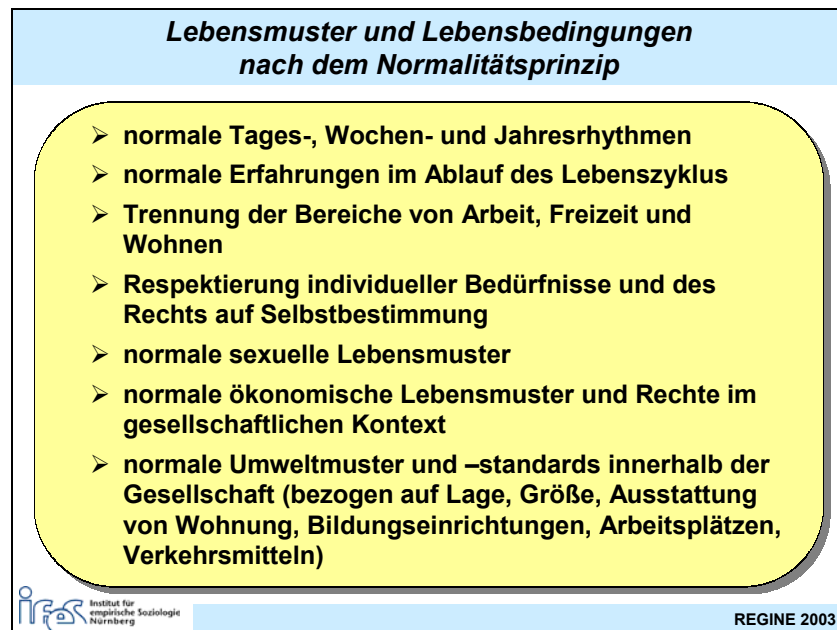 Lebensmuster und Lebensbedingungen
nach dem Normalitätsprinzip
➢ normale Tages-, Wochen- und Jahresrhythmen
➢ normale Erfahrungen im Ablauf des Lebenszyklus
➢ Trennung der Bereiche von Arbeit, Freizeit und
Wohnen
➢ Respektierung individueller Bedürfnisse und des
Rechts auf Selbstbestimmung
➢ normale sexuelle Lebensmuster
➢ normale ökonomische Lebensmuster und Rechte im
gesellschaftlichen Kontext
➢ normale Umweltmuster und –standards innerhalb der
Gesellschaft (bezogen auf Lage, Größe, Ausstattung
von Wohnung, Bildungseinrichtungen, Arbeitsplätzen,
Verkehrsmitteln)
ifes
Institut für
empirische Soziologie
Nürnberg
REGINE 2003